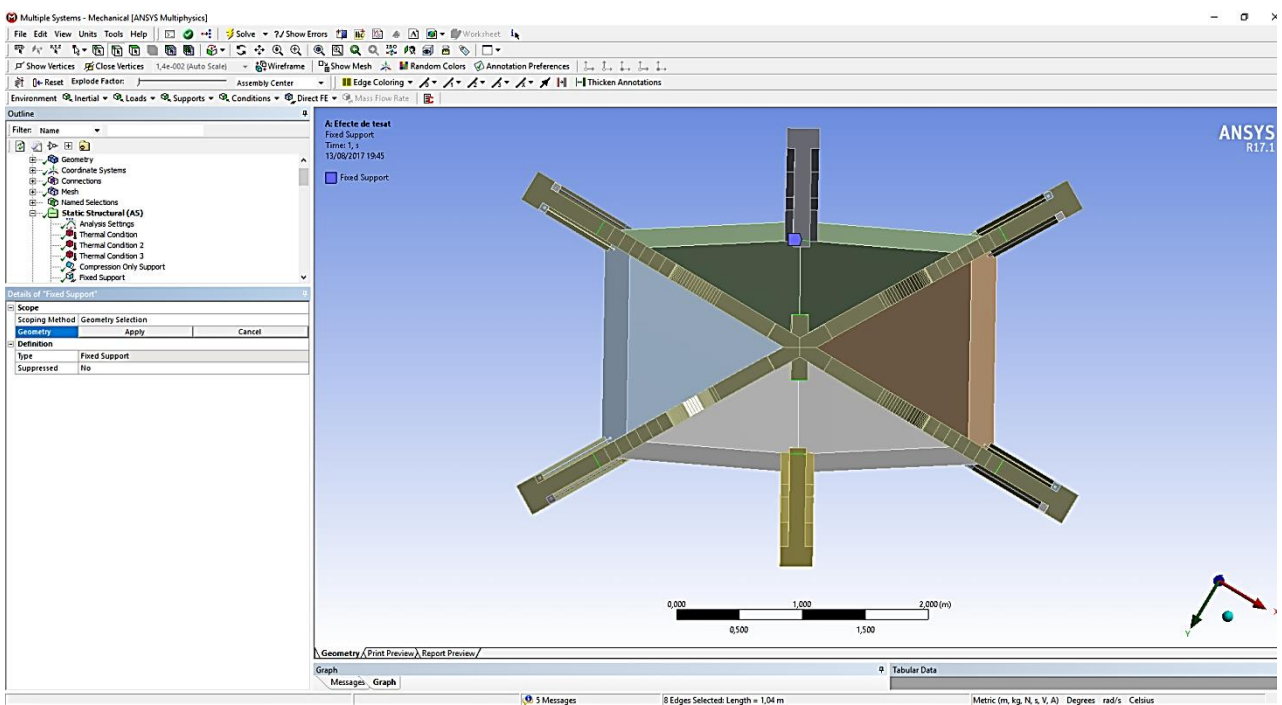 Multiple Systems - Mechanical [ANSYS Multiphysics]
File Edit View Units Tools Help Solve ?/ Show Errors Worksheet
Show Vertices Close Vertices 1,4e-002 (Auto Scale) Wireframe Show Mesh Random Colors Annotation Preferences
Reset Explode Factor: Assembly Center Edge Coloring Thicken Annotations
Environment Inertial Loads Supports Conditions Direct FE Mass Flow Rate
Outline
Filter: Name
Geometry
Coordinate Systems
Connections
Mesh
Named Selections
Static Structural (A5)
Analysis Settings
Thermal Condition
Thermal Condition 2
Thermal Condition 3
Compression Only Support
Fixed Support
Details of "Fixed Support"
Scope
Scoping Method Geometry Selection
Geometry Apply Cancel
Definition
Type Fixed Support
Suppressed No
A: Efecte de tesat
Fixed Support
Time: 1, s
13/08/2017 19:45
Fixed Support
ANSYS
R17.1
0,000 1,000 2,000 (m)
0,500 1,500
X
Y
Geometry Print Preview Report Preview
Graph
Tabular Data
Messages Graph
5 Messages
8 Edges Selected: Length = 1,04 m
Metric (m, kg, N, s, V, A) Degrees rad/s Celsius